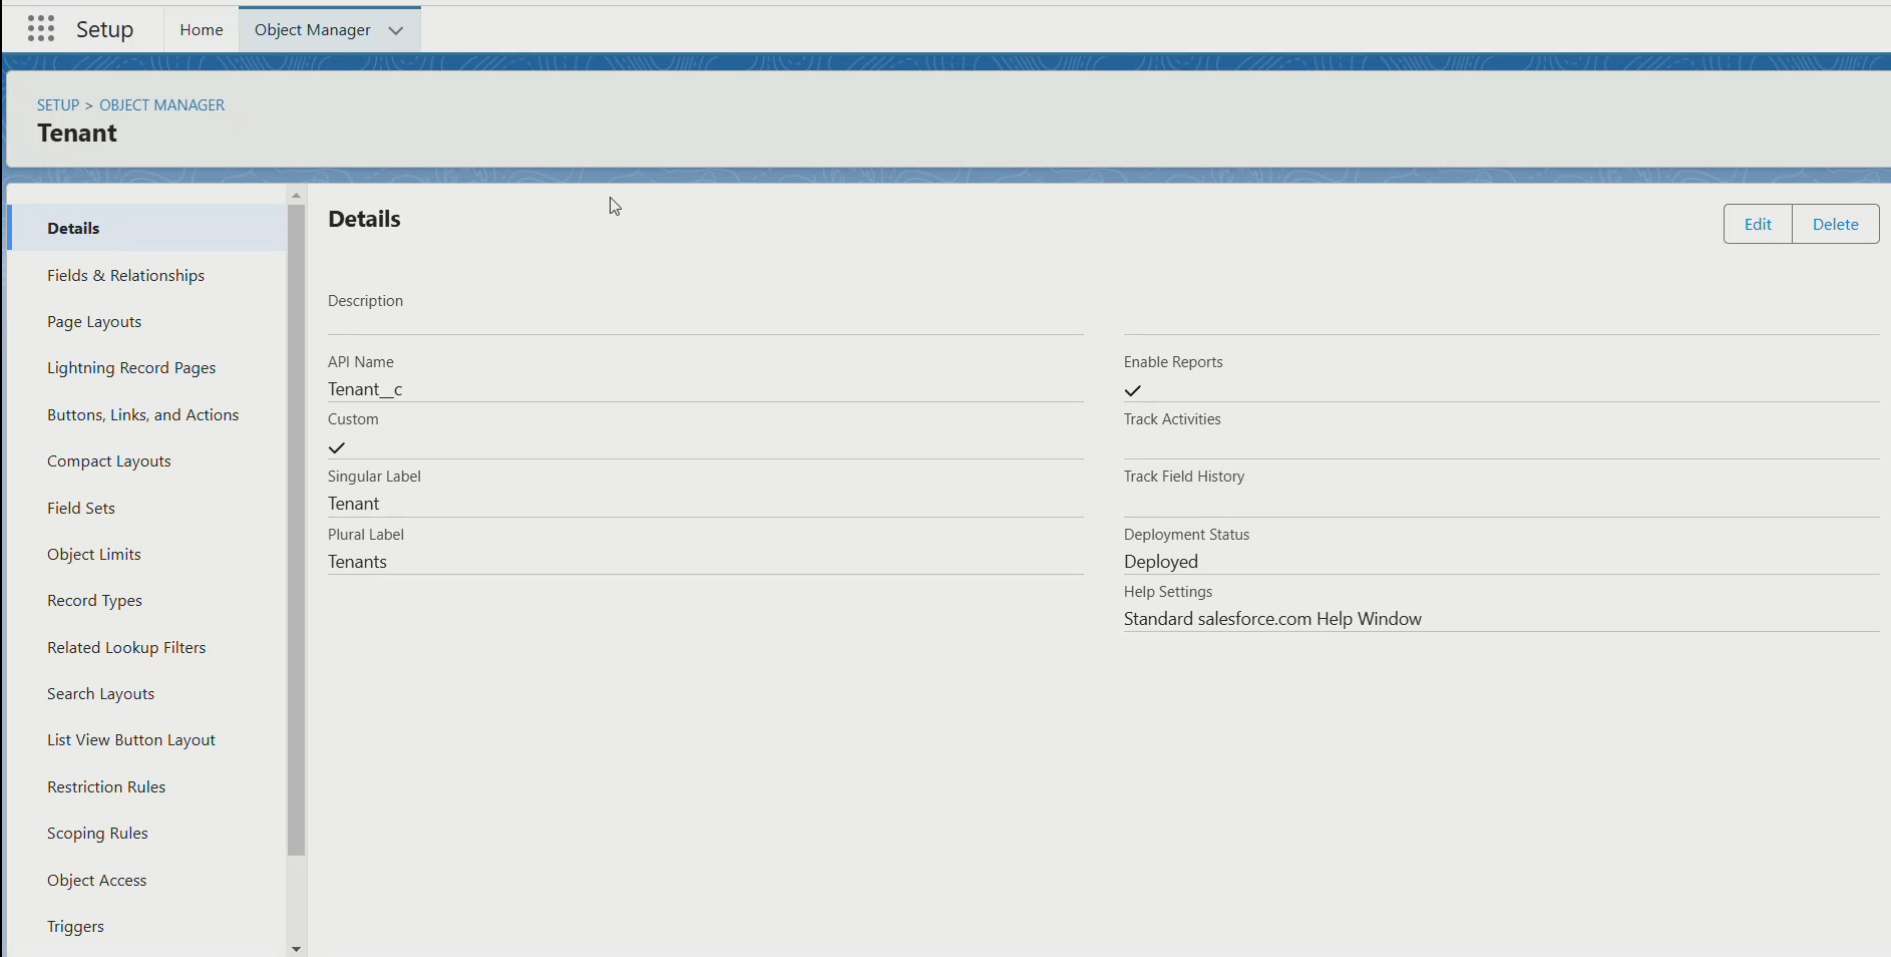 Setup
Home
Object Manager
SETUP > OBJECT MANAGER
Tenant
Details
Fields & Relationships
Page Layouts
Lightning Record Pages
Buttons, Links, and Actions
Compact Layouts
Field Sets
Object Limits
Record Types
Related Lookup Filters
Search Layouts
List View Button Layout
Restriction Rules
Scoping Rules
Object Access
Triggers
Details
Edit
Delete
Description
API Name
Tenant__c
Custom
Singular Label
Tenant
Plural Label
Tenants
Enable Reports
Track Activities
Track Field History
Deployment Status
Deployed
Help Settings
Standard salesforce.com Help Window